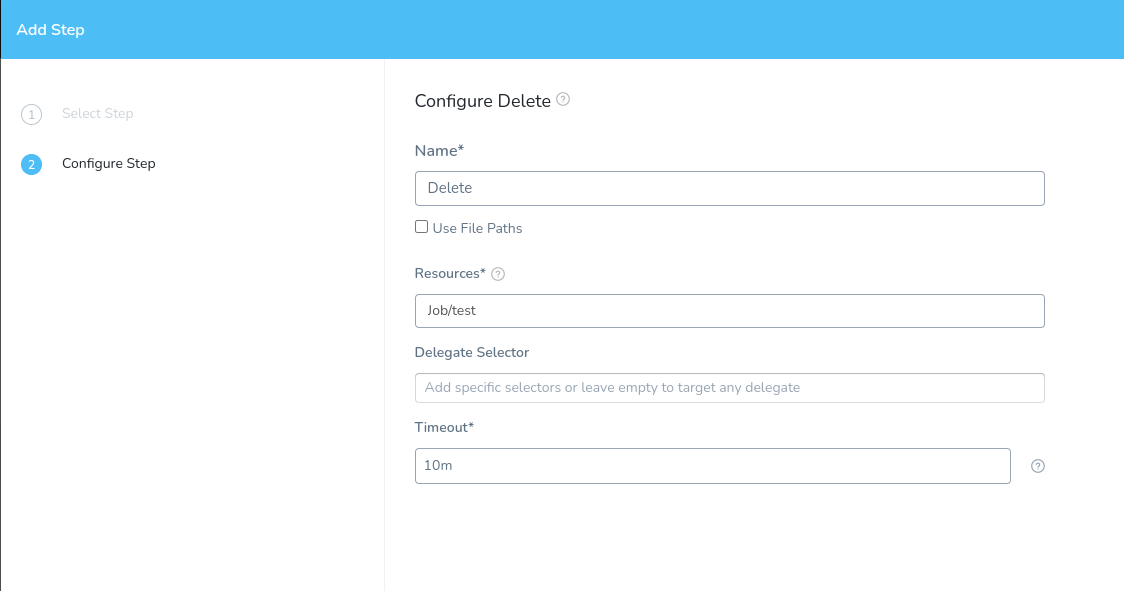 Add Step
1 Select Step
2 Configure Step
Configure Delete ?
Name*
Delete
Use File Paths
Resources* ?
Job/test
Delegate Selector
Add specific selectors or leave empty to target any delegate
Timeout*
10m ?